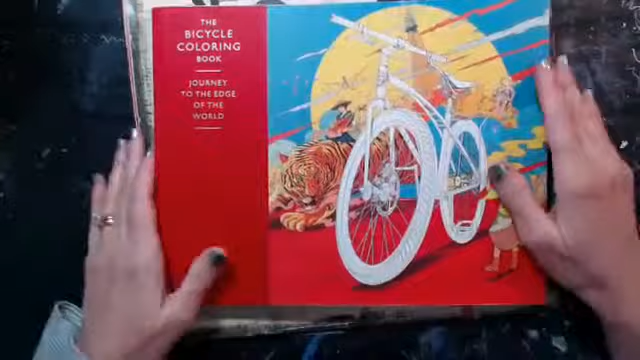 THE
BICYCLE
COLORING
BOOK
JOURNEY
TO THE EDGE
OF THE
WORLD